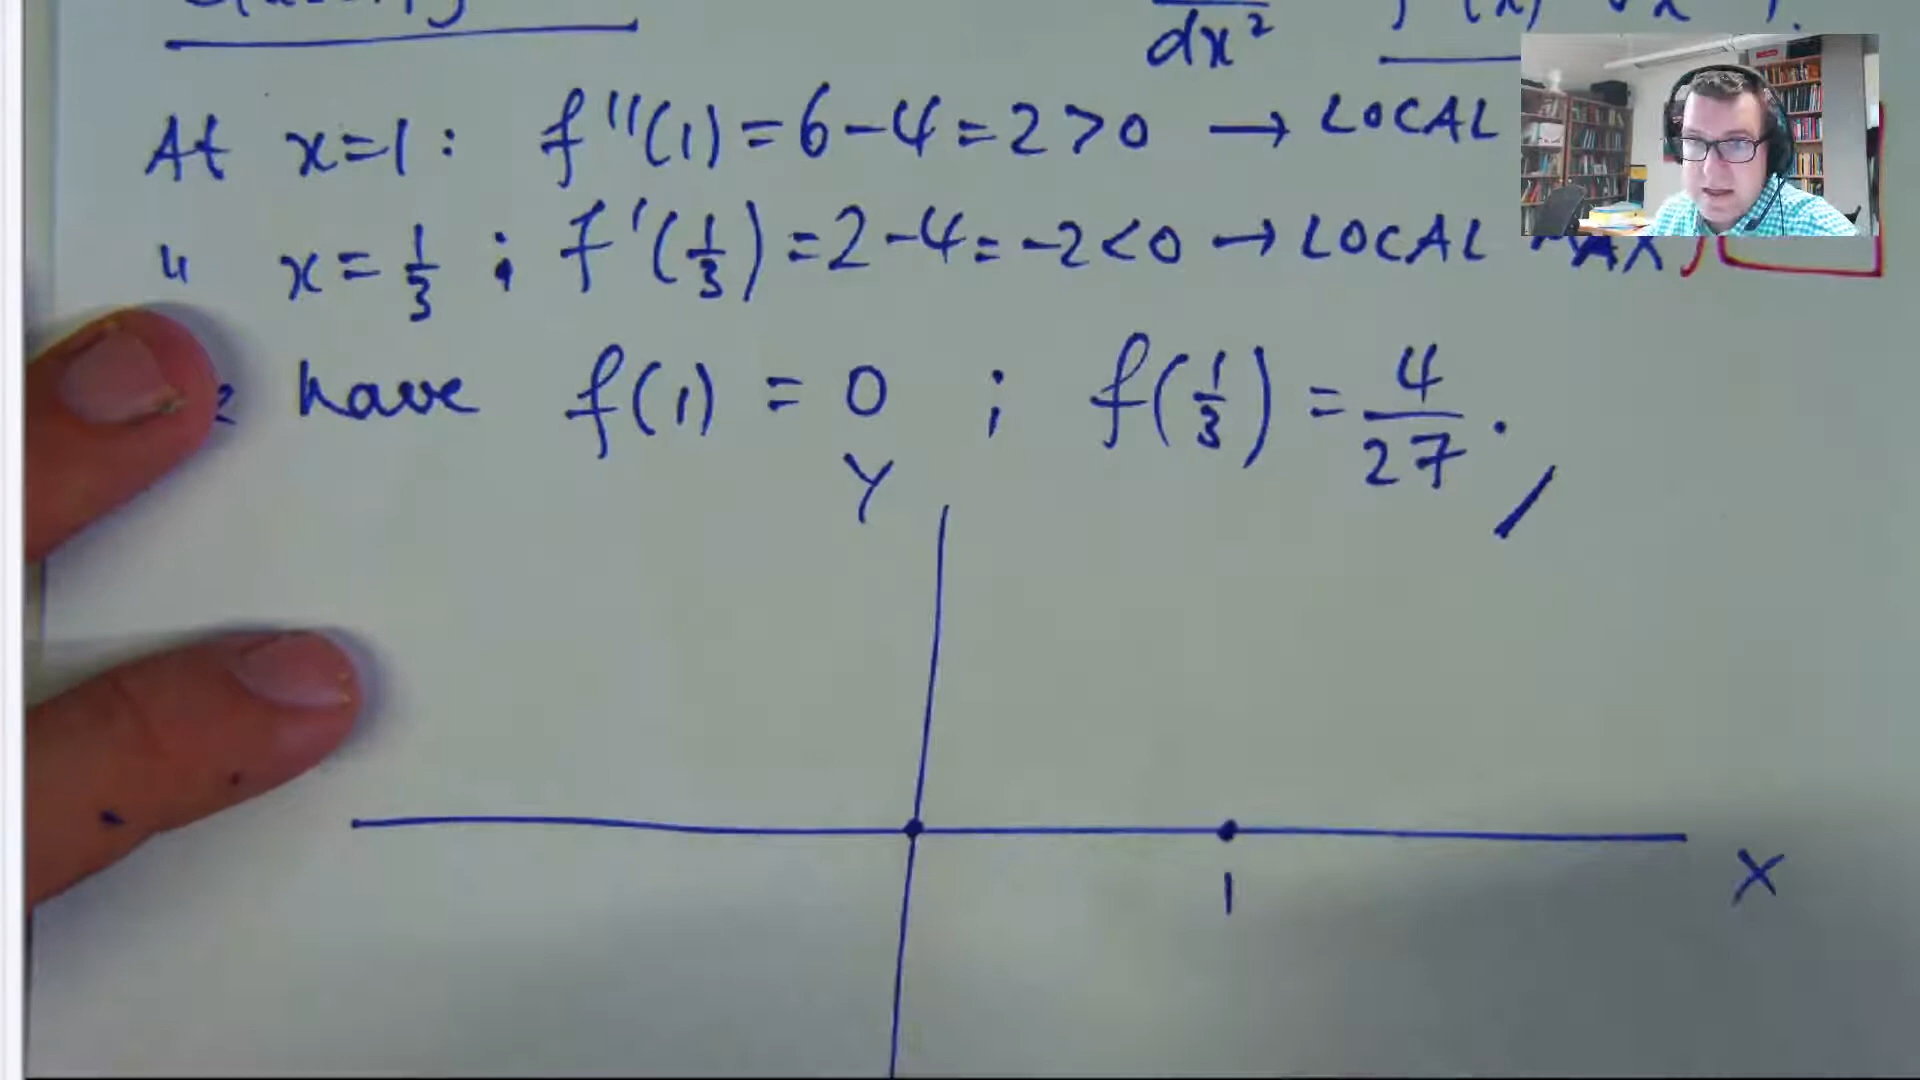 dx²
At x=1: f''(1) = 6-4 = 2 > 0 → LOCAL
" x = 1/3 ; f'(1/3) = 2-4 = -2 < 0 → LOCAL MAX
have f(1) = 0 ; f(1/3) = 4/27 .
Y
1
X